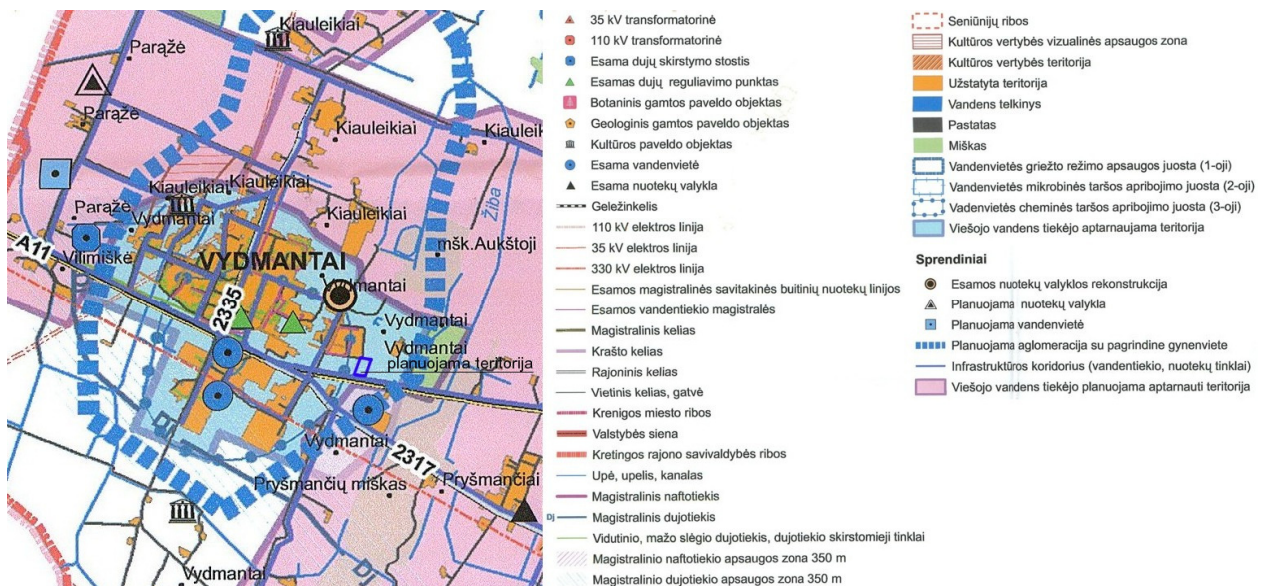 Kiauleikiai
Parąžė
Parąžė
Kiauleikiai
Kiauleikiai
Kiauleikiai
Kiauleikiai
Žiba
Parąžė
Vydmantai
Kiauleikiai
mšk.Aukštoji
A11
Vilimiškė
VYDMANTAI
Vydmantai
2335
Vydmantai
Vydmantai
planuojama teritorija
Dj
Vydmantai
2317
Pryšmančių miškas
Pryšmančiai
Dj
Vydmantai
35 kV transformatorinė
110 kV transformatorinė
Esama dujų skirstymo stostis
Esamas dujų reguliavimo punktas
Botaninis gamtos paveldo objektas
Geologinis gamtos paveldo objektas
Kultūros paveldo objektas
Esama vandenvietė
Esama nuotekų valykla
Geležinkelis
110 kV elektros linija
35 kV elektros linija
330 kV elektros linija
Esamos magistralinės savitakinės buitinių nuotekų linijos
Esamos vandentiekio magistralės
Magistralinis kelias
Krašto kelias
Rajoninis kelias
Vietinis kelias, gatvė
Krenigos miesto ribos
Valstybės siena
Kretingos rajono savivaldybės ribos
Upė, upelis, kanalas
Magistralinis naftotiekis
Dj Magistralinis dujotiekis
Vidutinio, mažo slėgio dujotiekis, dujotiekio skirstomieji tinklai
Magistralinio naftotiekio apsaugos zona 350 m
Magistralinio dujotiekio apsaugos zona 350 m
Seniūnijų ribos
Kultūros vertybės vizualinės apsaugos zona
Kultūros vertybės teritorija
Užstatyta teritorija
Vandens telkinys
Pastatas
Miškas
Vandenvietės griežto režimo apsaugos juosta (1-oji)
Vandenvietės mikrobinės taršos apribojimo juosta (2-oji)
Vadenvietės cheminės taršos apribojimo juosta (3-oji)
Viešojo vandens tiekėjo aptarnaujama teritorija
Sprendiniai
Esamos nuotekų valyklos rekonstrukcija
Planuojama nuotekų valykla
Planuojama vandenvietė
Planuojama aglomeracija su pagrindine gynenviete
Infrastruktūros koridorius (vandentiekio, nuotekų tinklai)
Viešojo vandens tiekėjo planuojama aptarnauti teritorija